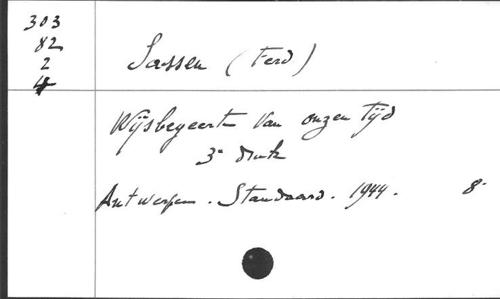 303
82
2
4
Sassen (Ferd)
Wijsbegeerte van onzen tijd
3e druk
Antwerpen. Standaard. 1944. 8°